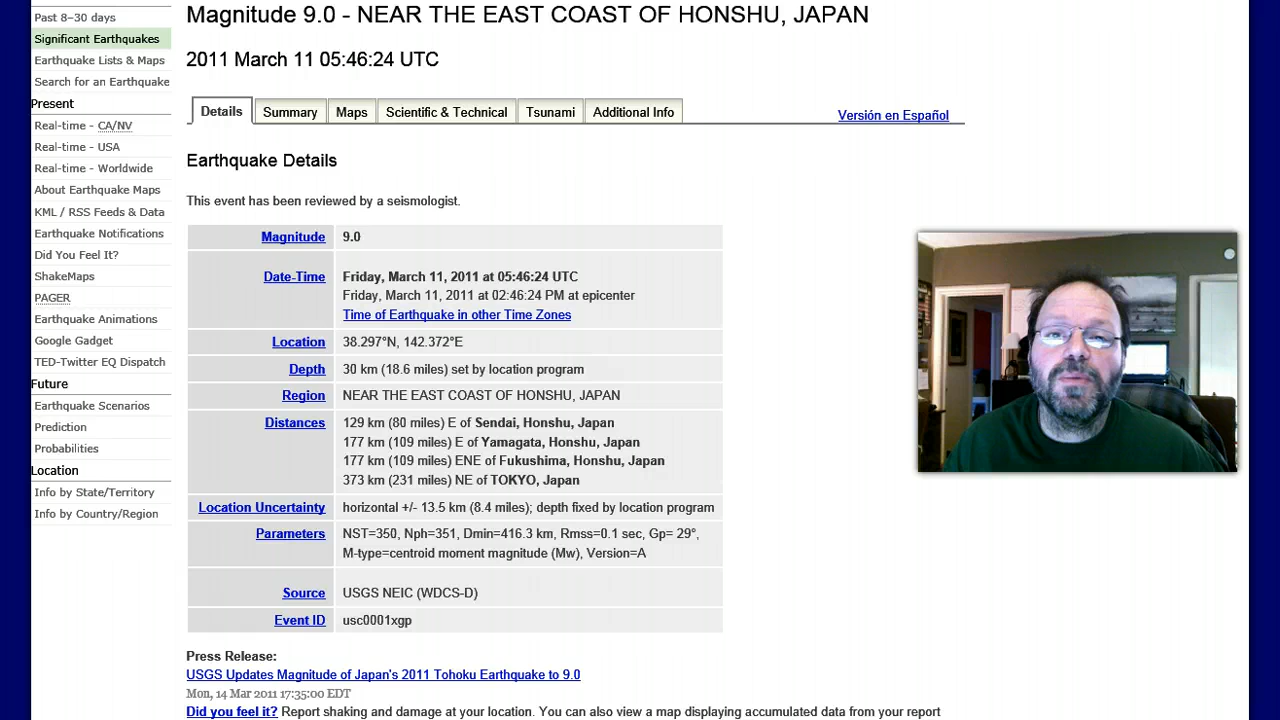 Past 8–30 days
Significant Earthquakes
Earthquake Lists & Maps
Search for an Earthquake
Present
Real-time - CA/NV
Real-time - USA
Real-time - Worldwide
About Earthquake Maps
KML / RSS Feeds & Data
Earthquake Notifications
Did You Feel It?
ShakeMaps
PAGER
Earthquake Animations
Google Gadget
TED-Twitter EQ Dispatch
Future
Earthquake Scenarios
Prediction
Probabilities
Location
Info by State/Territory
Info by Country/Region
Magnitude 9.0 - NEAR THE EAST COAST OF HONSHU, JAPAN
2011 March 11 05:46:24 UTC
Details Summary Maps Scientific & Technical Tsunami Additional Info Versión en Español
Earthquake Details
This event has been reviewed by a seismologist.
Magnitude 9.0
Date-Time Friday, March 11, 2011 at 05:46:24 UTC
Friday, March 11, 2011 at 02:46:24 PM at epicenter
Time of Earthquake in other Time Zones
Location 38.297°N, 142.372°E
Depth 30 km (18.6 miles) set by location program
Region NEAR THE EAST COAST OF HONSHU, JAPAN
Distances 129 km (80 miles) E of Sendai, Honshu, Japan
177 km (109 miles) E of Yamagata, Honshu, Japan
177 km (109 miles) ENE of Fukushima, Honshu, Japan
373 km (231 miles) NE of TOKYO, Japan
Location Uncertainty horizontal +/- 13.5 km (8.4 miles); depth fixed by location program
Parameters NST=350, Nph=351, Dmin=416.3 km, Rmss=0.1 sec, Gp= 29°,
M-type=centroid moment magnitude (Mw), Version=A
Source USGS NEIC (WDCS-D)
Event ID usc0001xgp
Press Release:
USGS Updates Magnitude of Japan's 2011 Tohoku Earthquake to 9.0
Mon, 14 Mar 2011 17:35:00 EDT
Did you feel it? Report shaking and damage at your location. You can also view a map displaying accumulated data from your report